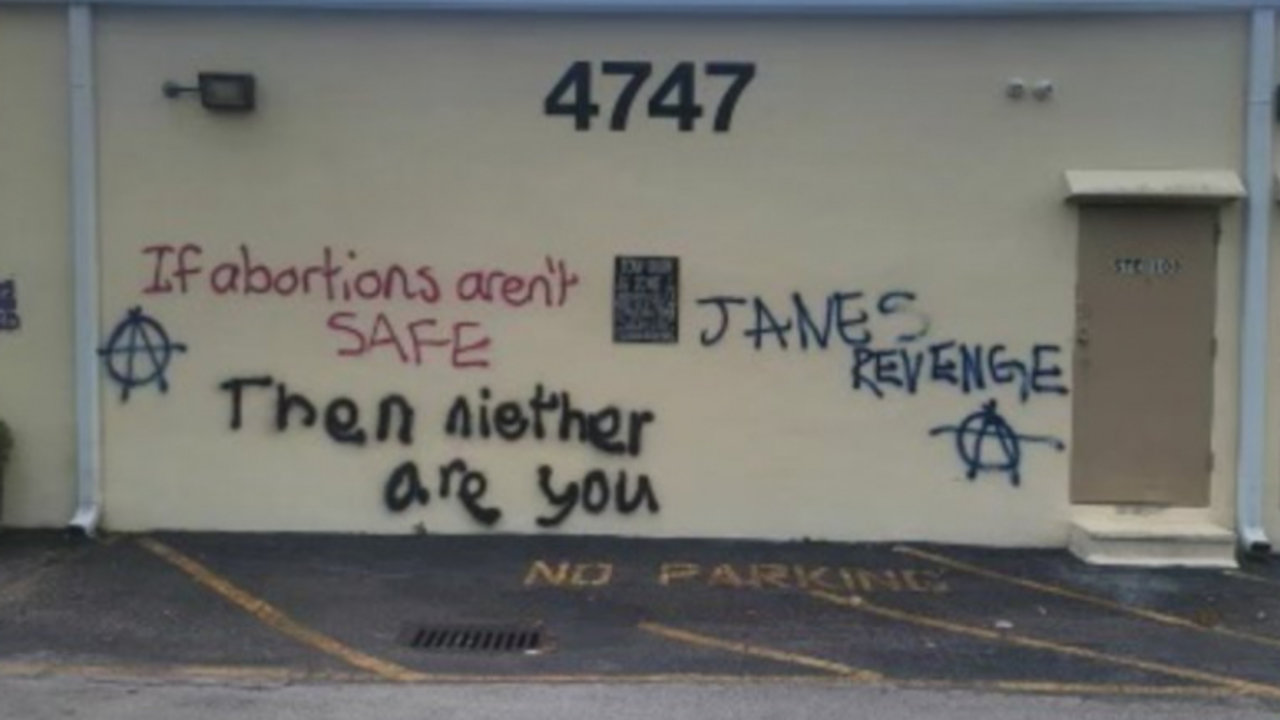 4747
If abortions aren't
SAFE
Then niether
are you
JANES
REVENGE
NO PARKING